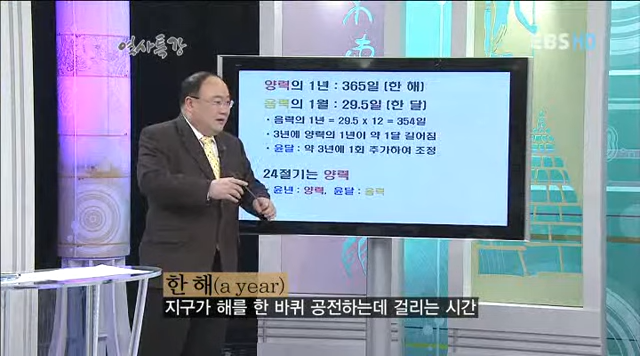 역사특강
EBS HD
양력의 1년 : 365일 (한 해)
음력의 1월 : 29.5일 (한 달)
• 음력의 1년 = 29.5 x 12 = 354일
• 3년에 양력의 1년이 약 1달 길어짐
• 윤달 : 약 3년에 1회 추가하여 조정
24절기는 양력
• 윤년 : 양력, 윤달 : 음력
한 해(a year)
지구가 해를 한 바퀴 공전하는데 걸리는 시간